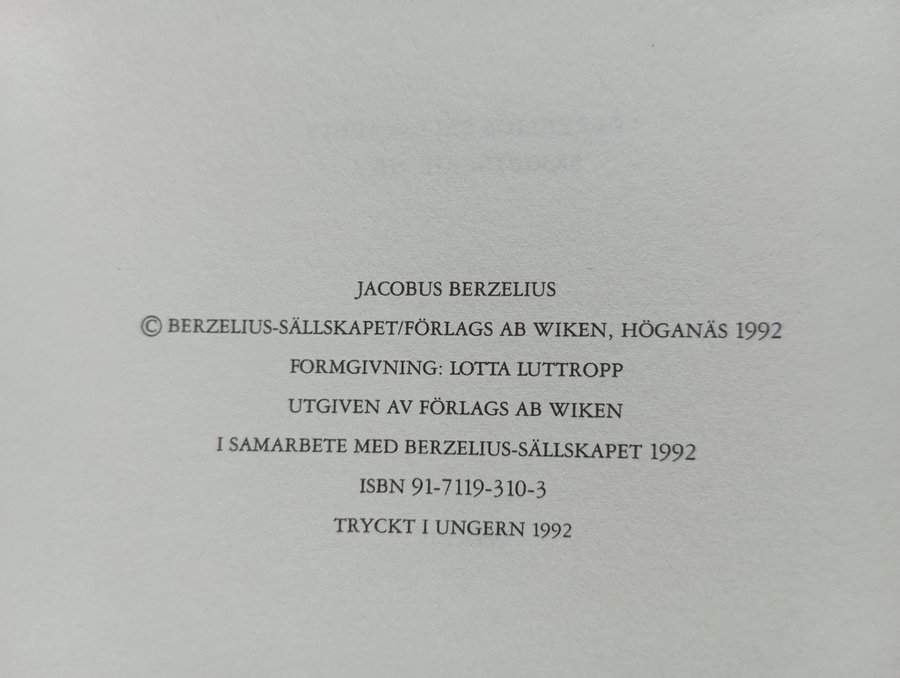 JACOBUS BERZELIUS
© BERZELIUS-SÄLLSKAPET/FÖRLAGS AB WIKEN, HÖGANÄS 1992
FORMGIVNING: LOTTA LUTTROPP
UTGIVEN AV FÖRLAGS AB WIKEN
I SAMARBETE MED BERZELIUS-SÄLLSKAPET 1992
ISBN 91-7119-310-3
TRYCKT I UNGERN 1992